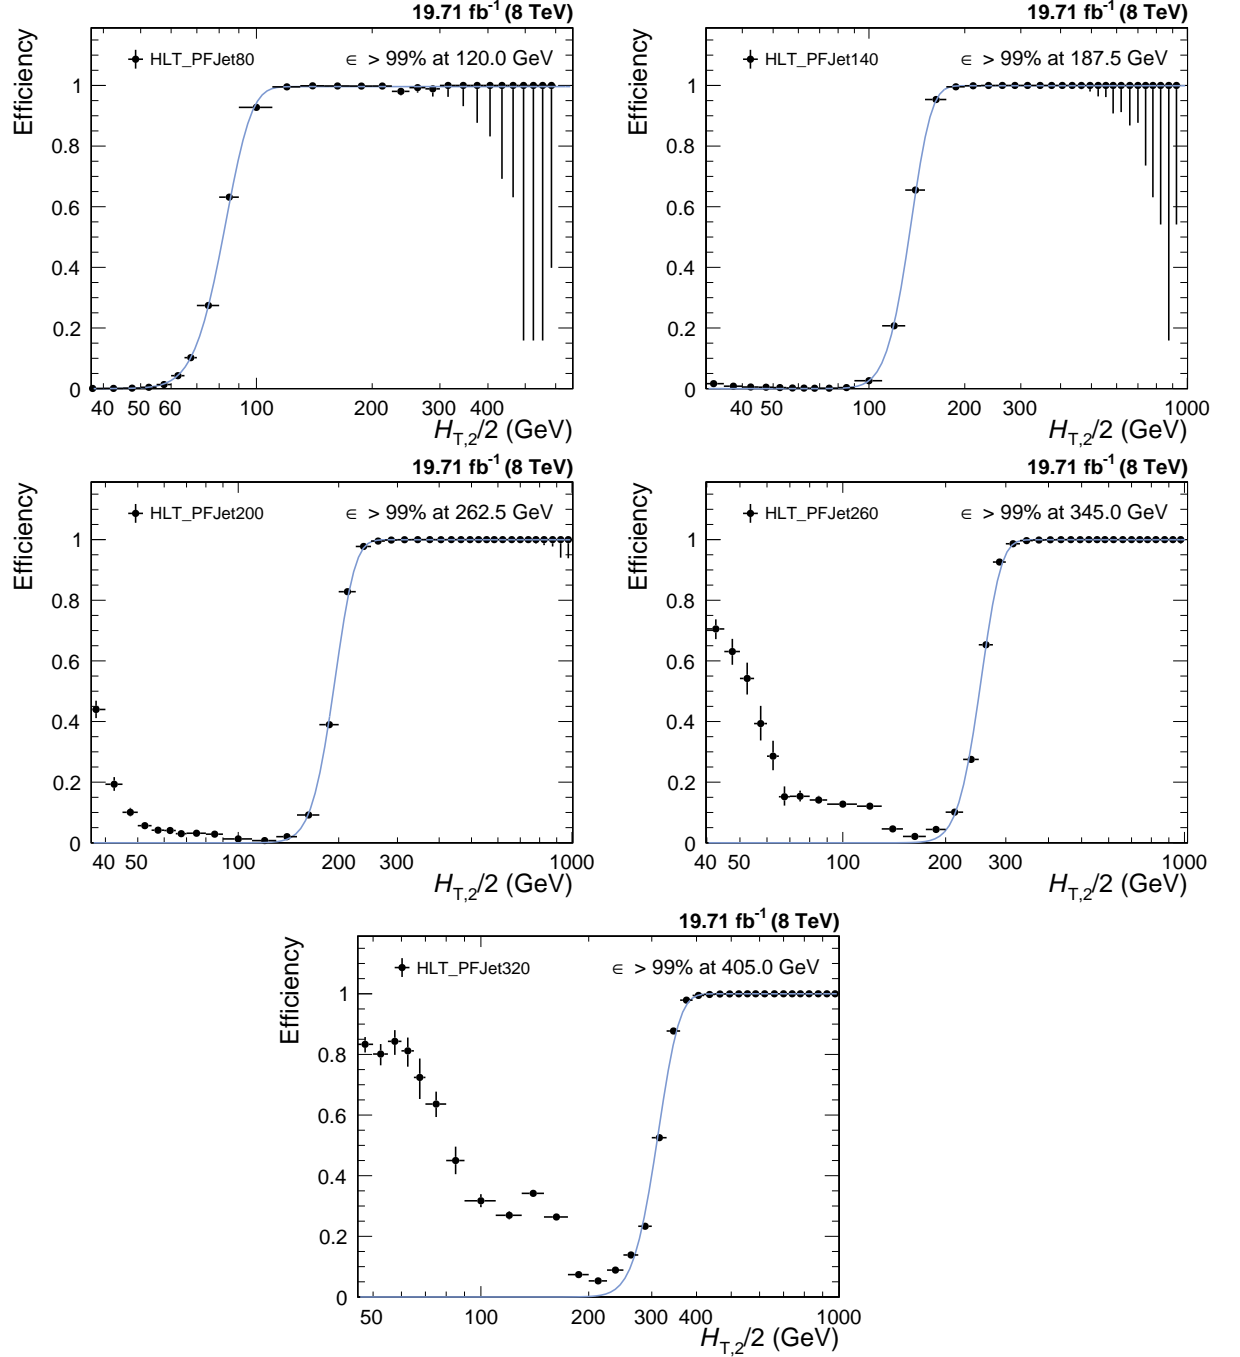 19.71 fb-1 (8 TeV)
Efficiency
HLT_PFJet80
∈ > 99% at 120.0 GeV
1
0.8
0.6
0.4
0.2
0
40 50 60 100 200 300 400
HT,2/2 (GeV)
19.71 fb-1 (8 TeV)
Efficiency
HLT_PFJet140
∈ > 99% at 187.5 GeV
1
0.8
0.6
0.4
0.2
0
40 50 100 200 300 1000
HT,2/2 (GeV)
19.71 fb-1 (8 TeV)
Efficiency
HLT_PFJet200
∈ > 99% at 262.5 GeV
1
0.8
0.6
0.4
0.2
0
40 50 100 200 300 1000
HT,2/2 (GeV)
19.71 fb-1 (8 TeV)
Efficiency
HLT_PFJet260
∈ > 99% at 345.0 GeV
1
0.8
0.6
0.4
0.2
0
40 50 100 200 300 1000
HT,2/2 (GeV)
19.71 fb-1 (8 TeV)
Efficiency
HLT_PFJet320
∈ > 99% at 405.0 GeV
1
0.8
0.6
0.4
0.2
0
50 100 200 300 400 1000
HT,2/2 (GeV)